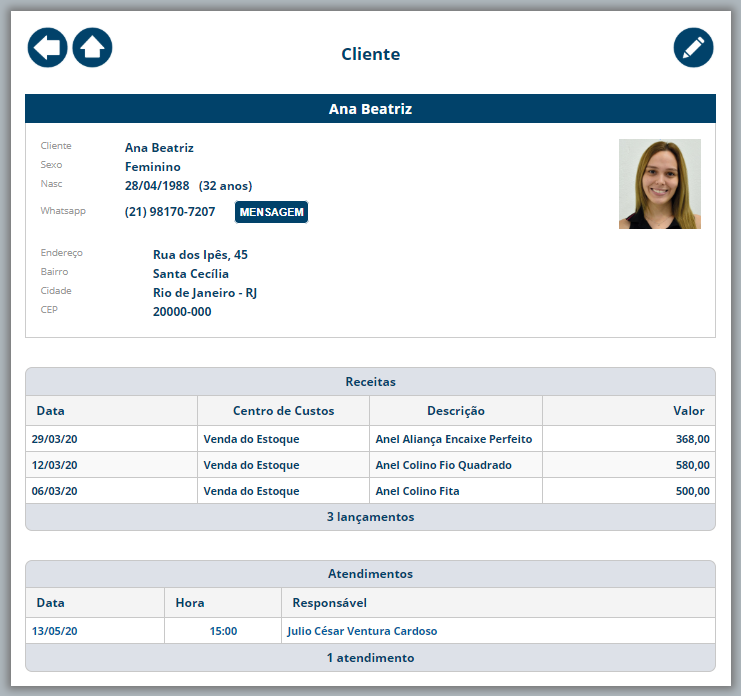 Cliente
Ana Beatriz
Cliente Ana Beatriz
Sexo Feminino
Nasc 28/04/1988 (32 anos)
Whatsapp (21) 98170-7207 MENSAGEM
Endereço Rua dos Ipês, 45
Bairro Santa Cecília
Cidade Rio de Janeiro - RJ
CEP 20000-000
Receitas
Data Centro de Custos Descrição Valor
29/03/20 Venda do Estoque Anel Aliança Encaixe Perfeito 368,00
12/03/20 Venda do Estoque Anel Colino Fio Quadrado 580,00
06/03/20 Venda do Estoque Anel Colino Fita 500,00
3 lançamentos
Atendimentos
Data Hora Responsável
13/05/20 15:00 Julio César Ventura Cardoso
1 atendimento